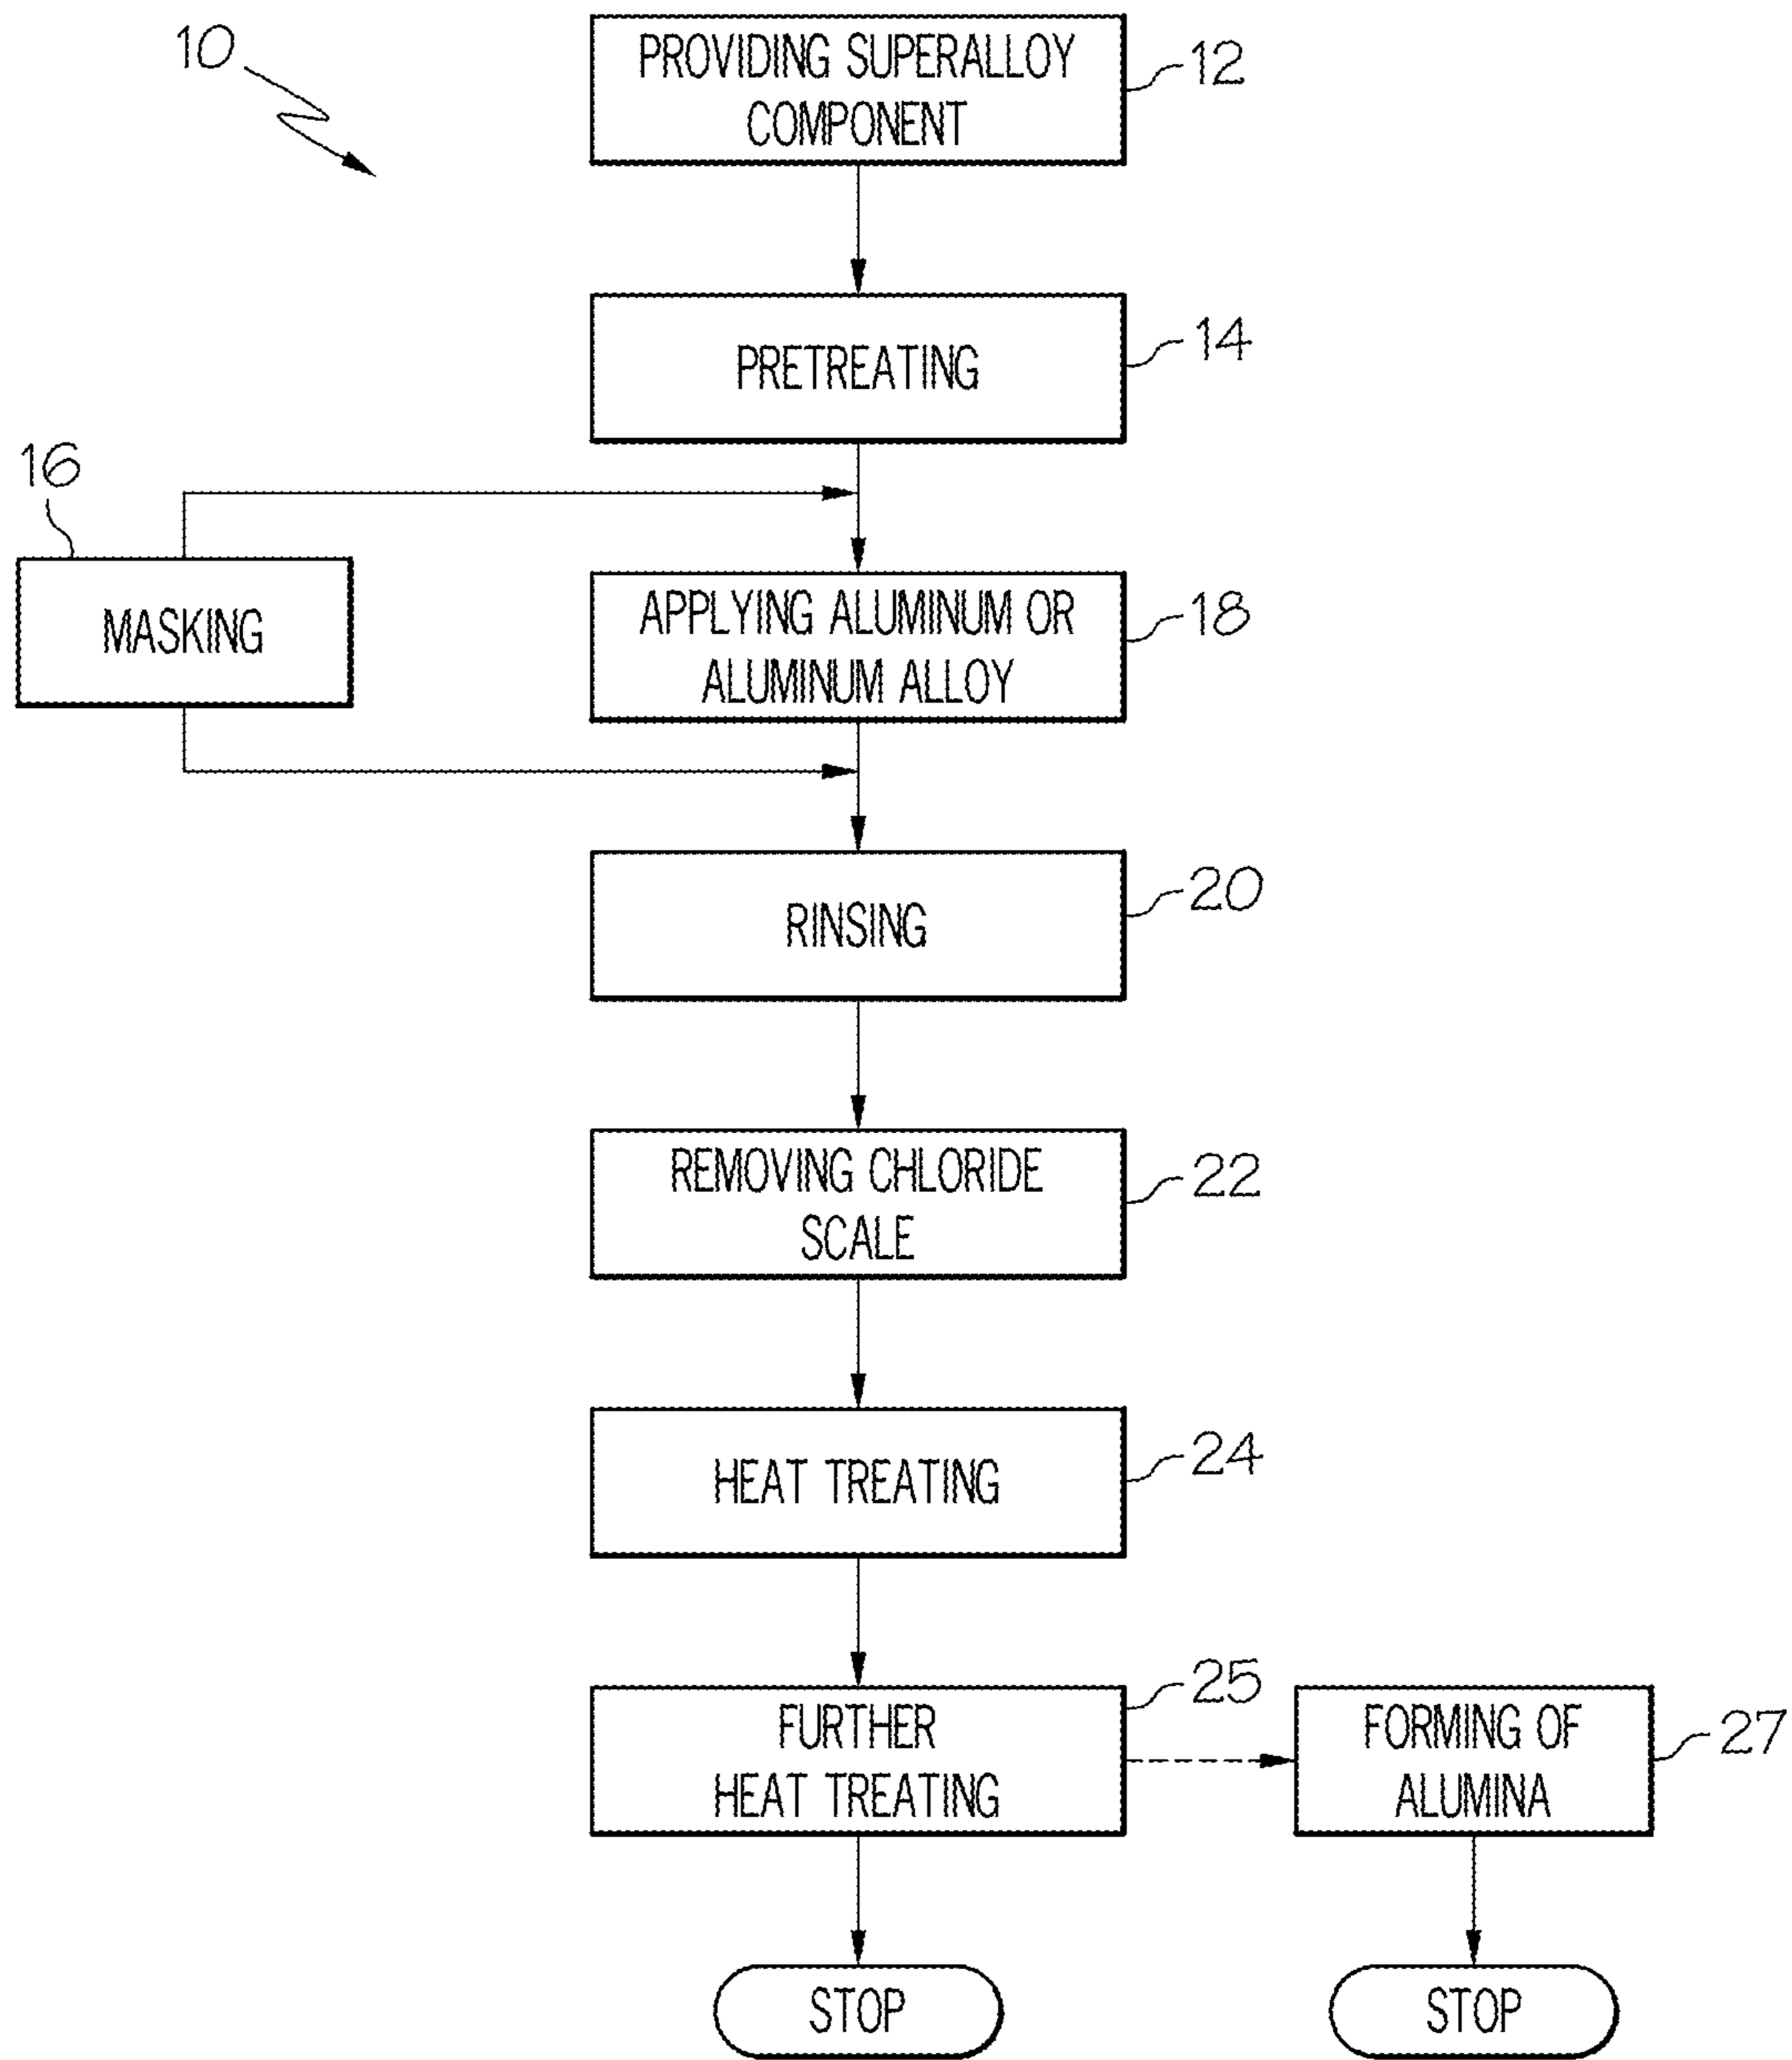 10
PROVIDING SUPERALLOY
COMPONENT
12
PRETREATING
14
16
MASKING
APPLYING ALUMINUM OR
ALUMINUM ALLOY
18
RINSING
20
REMOVING CHLORIDE
SCALE
22
HEAT TREATING
24
FURTHER
HEAT TREATING
25
FORMING OF
ALUMINA
27
STOP
STOP